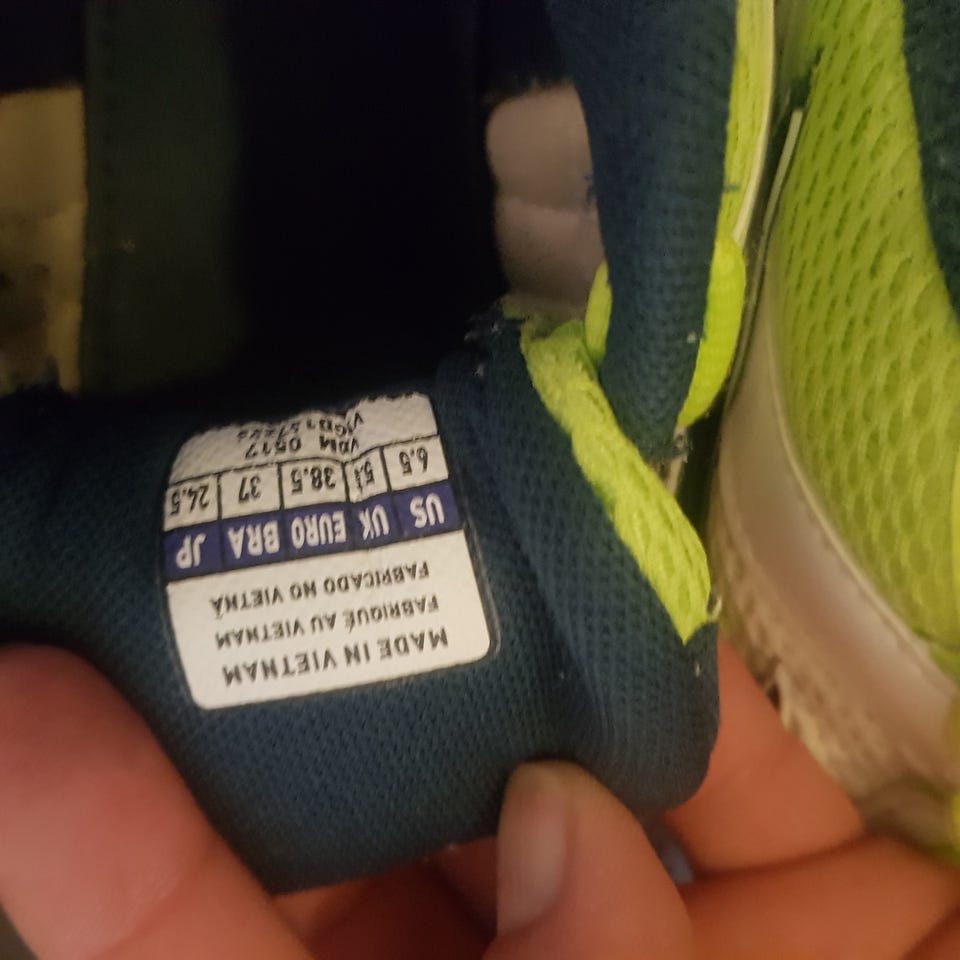 MADE IN VIETNAM
FABRIQUÉ AU VIETNAM
FABRICADO NO VIETNÃ
US UK EURO BRA JP
6.5 38.5 37 24.5
VDM 0517